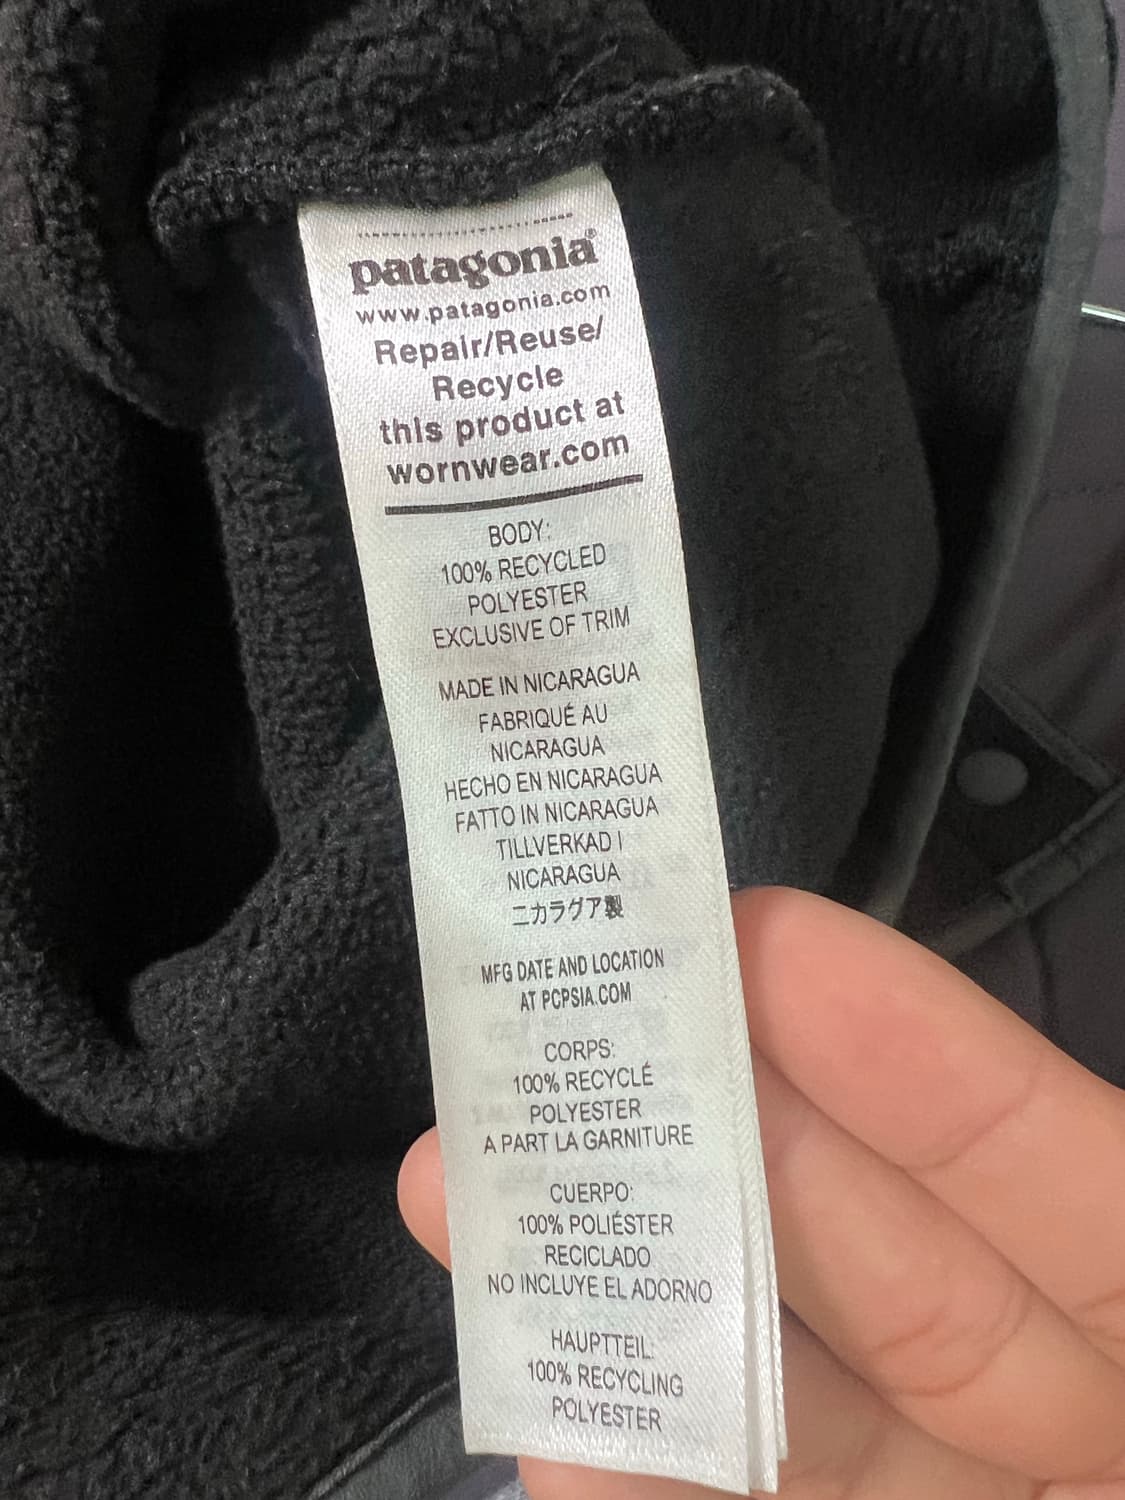 patagonia®
www.patagonia.com
Repair/Reuse/
Recycle
this product at
wornwear.com
BODY:
100% RECYCLED
POLYESTER
EXCLUSIVE OF TRIM
MADE IN NICARAGUA
FABRIQUÉ AU
NICARAGUA
HECHO EN NICARAGUA
FATTO IN NICARAGUA
TILLVERKAD I
NICARAGUA
ニカラグア製
MFG DATE AND LOCATION
AT PCPSIA.COM
CORPS:
100% RECYCLÉ
POLYESTER
A PART LA GARNITURE
CUERPO:
100% POLIÉSTER
RECICLADO
NO INCLUYE EL ADORNO
HAUPTTEIL:
100% RECYCLING
POLYESTER